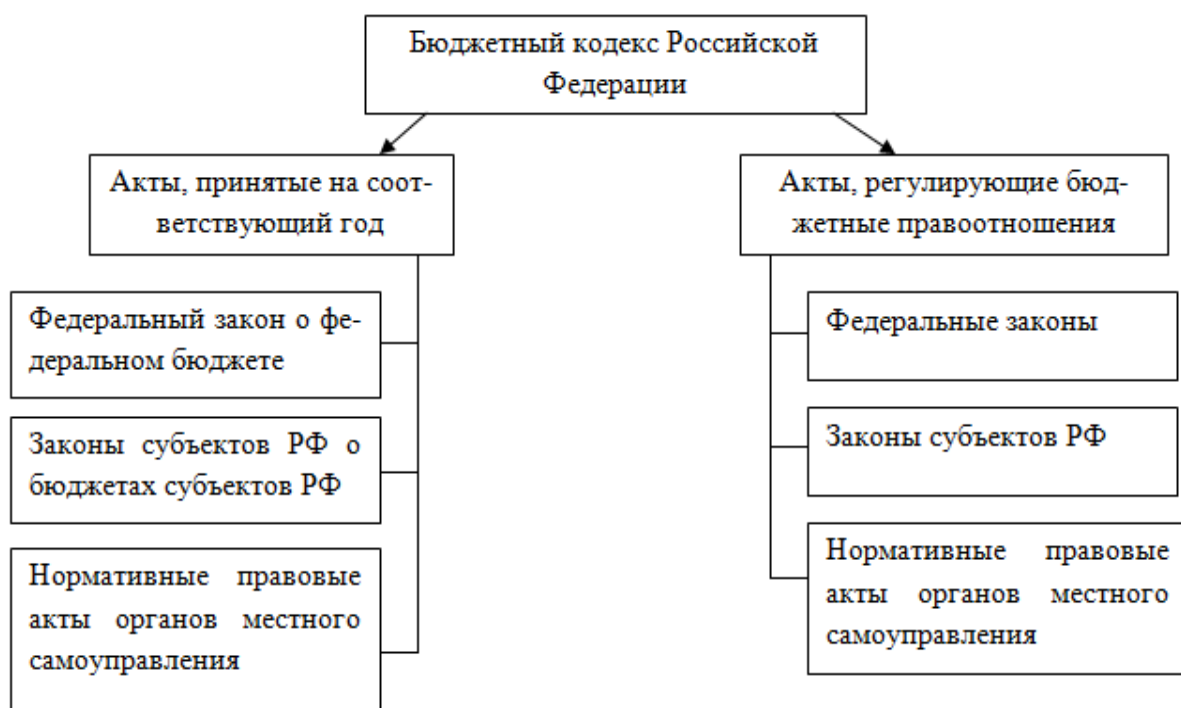 Бюджетный кодекс Российской
Федерации
Акты, принятые на соот-
ветствующий год
Федеральный закон о фе-
деральном бюджете
Законы субъектов РФ о
бюджетах субъектов РФ
Нормативные правовые
акты органов местного
самоуправления
Акты, регулирующие бюд-
жетные правоотношения
Федеральные законы
Законы субъектов РФ
Нормативные правовые
акты органов местного
самоуправления